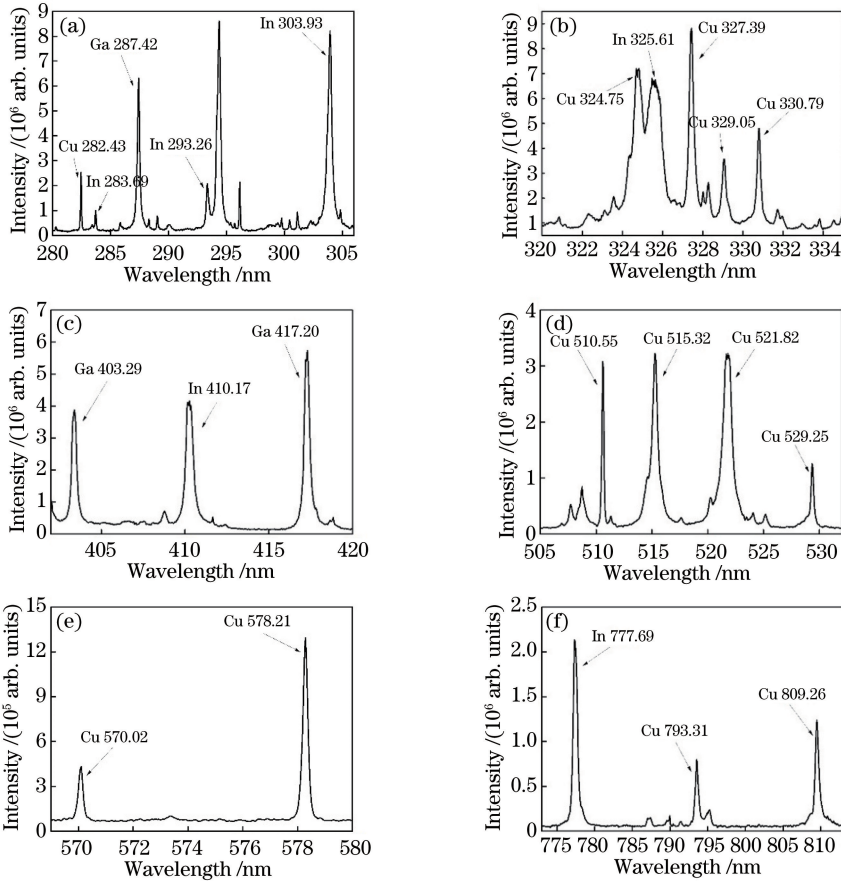 (a)
Ga 287.42
In 303.93
Cu 282.43
In 293.26
In 283.69
9
8
7
6
5
4
3
2
1
0
280
285
290
295
300
305
Intensity /(10⁶ arb. units)
Wavelength /nm
(b)
Cu 327.39
In 325.61
Cu 324.75
Cu 329.05
Cu 330.79
9
8
7
6
5
4
3
2
1
320
322
324
326
328
330
332
334
Intensity /(10⁶ arb. units)
Wavelength /nm
(c)
Ga 417.20
Ga 403.29
In 410.17
7
6
5
4
3
2
1
0
405
410
417
420
Intensity /(10⁶ arb. units)
Wavelength /nm
(d)
Cu 510.55
Cu 515.32
Cu 521.82
Cu 529.25
4
3
2
1
0
505
510
515
520
525
530
Intensity /(10⁶ arb. units)
Wavelength /nm
(e)
Cu 578.21
Cu 570.02
15
12
9
6
3
0
570
572
574
576
578
580
Intensity /(10⁵ arb. units)
Wavelength /nm
(f)
In 777.69
Cu 809.26
Cu 793.31
2.5
2.0
1.5
1.0
0.5
0
775
780
785
790
795
800
805
810
Intensity /(10⁶ arb. units)
Wavelength /nm